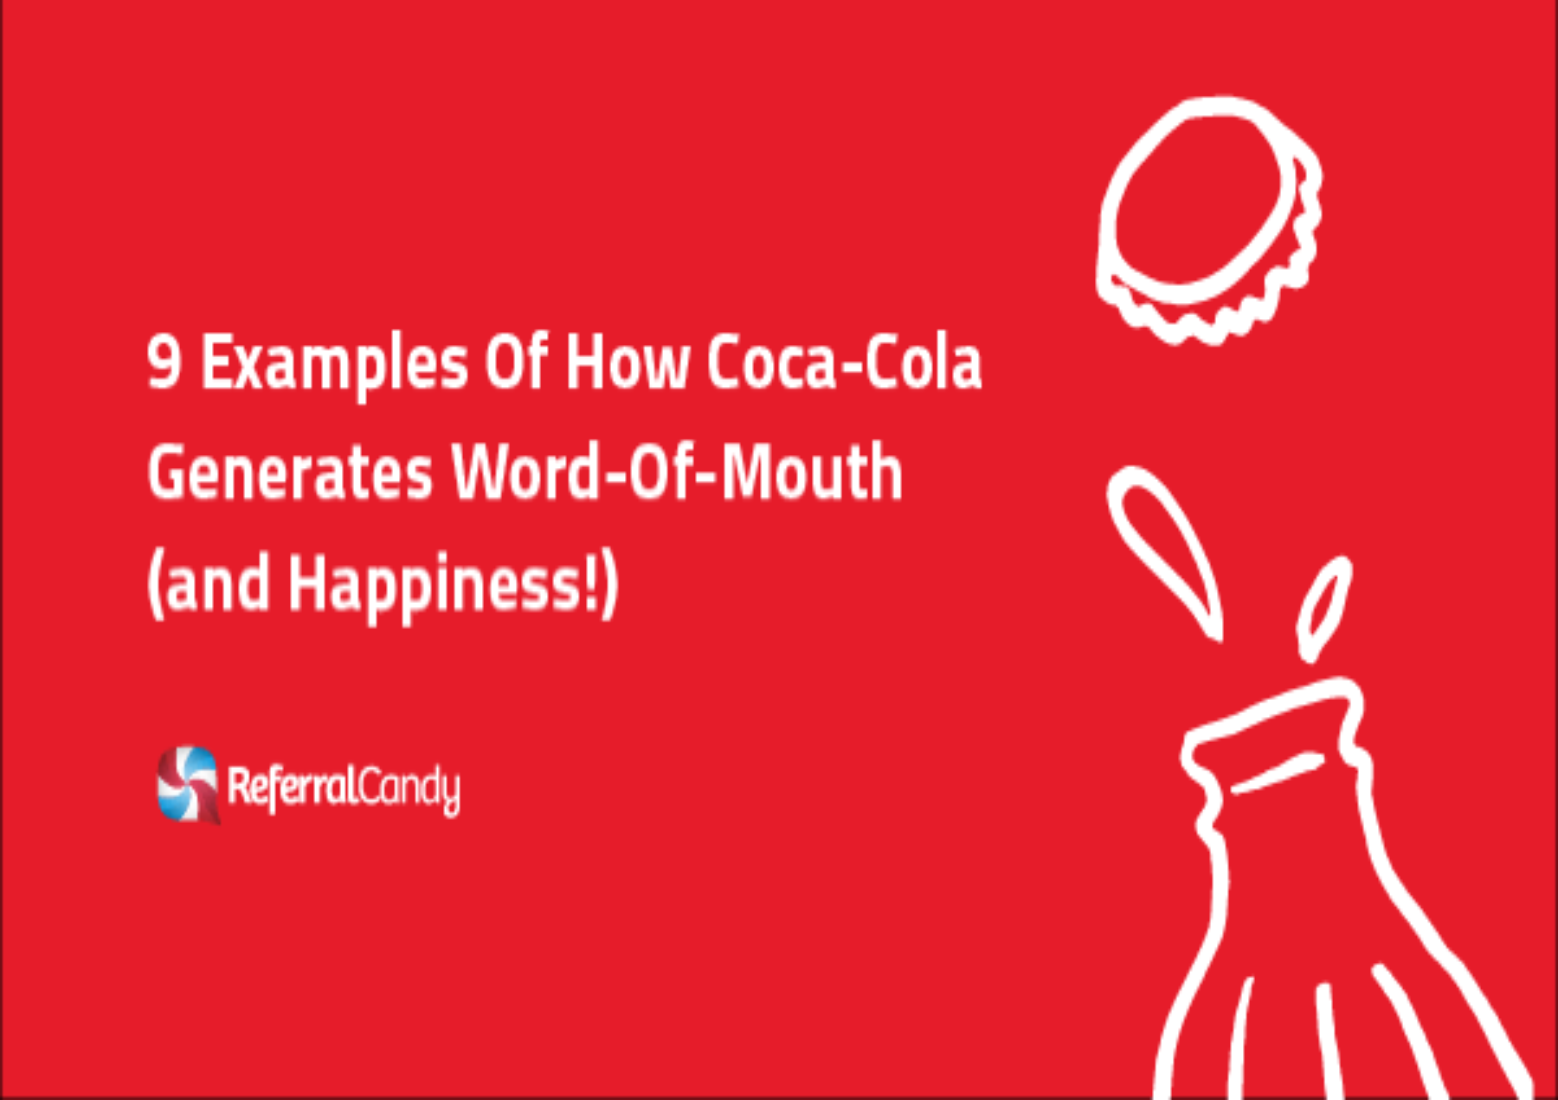 9 Examples Of How Coca-Cola
Generates Word-Of-Mouth
(and Happiness!)
ReferralCandy